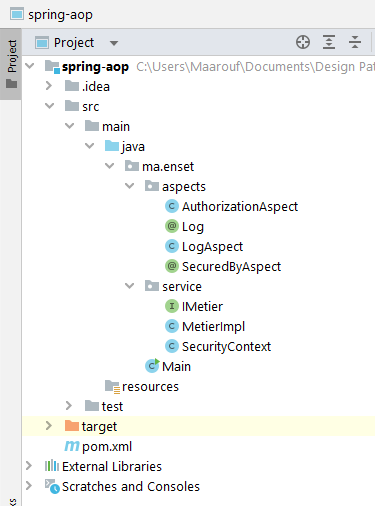 spring-aop
Project
Project
spring-aop C:\Users\Maarouf\Documents\Design Pa
.idea
src
main
java
ma.enset
aspects
AuthorizationAspect
Log
LogAspect
SecuredByAspect
service
IMetier
MetierImpl
SecurityContext
Main
resources
test
target
pom.xml
External Libraries
Scratches and Consoles